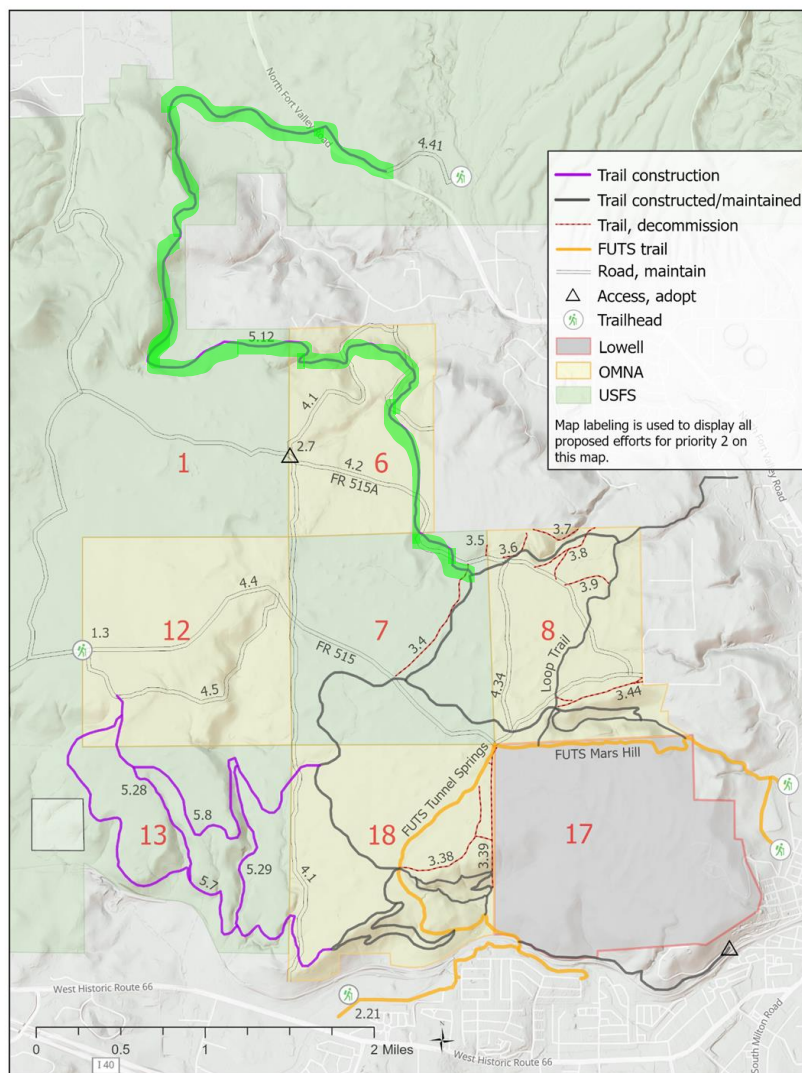 North Fort Valley
4.41
Trail construction
Trail constructed/maintained
Trail, decommission
FUTS trail
Road, maintain
Access, adopt
Trailhead
Lowell
OMNA
USFS
Map labeling is used to display all
proposed efforts for priority 2 on
this map.
5.12
4.1
2.7
4.2
FR 515A
1
6
Valley Road
3.5
3.6
3.7
3.8
3.9
4.4
1.3
12
4.5
FR 515
7
3.4
8
4.34
Loop Trail
3.44
FUTS Mars Hill
FUTS Tunnel Springs
5.28
5.8
13
5.7
5.29
4.1
18
3.38
3.39
17
West Historic Route 66
2.21
0
0.5
1
2 Miles
I 40
West Historic Route 66
South Milton Road